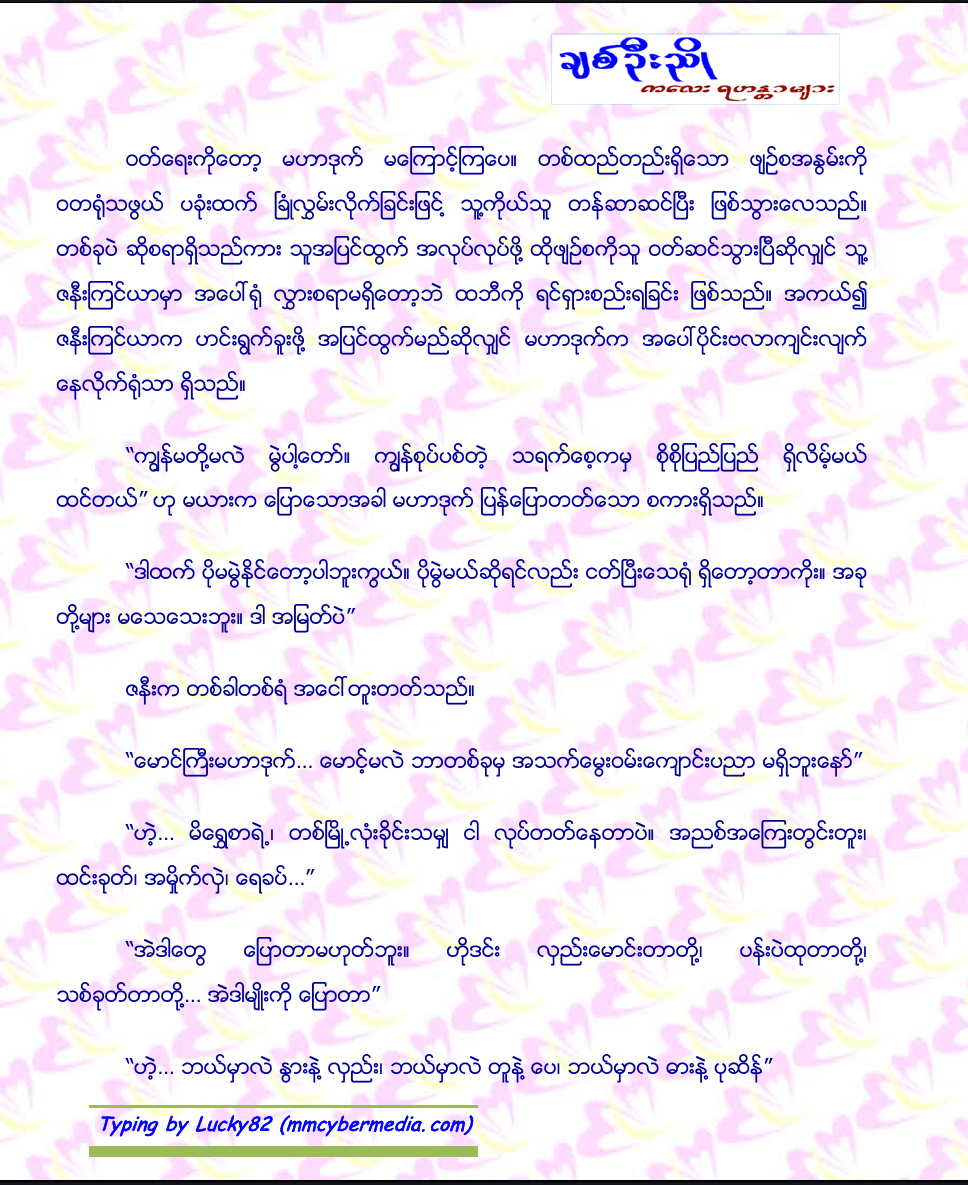 ချစ်ဦးညို
ကလေး ရဟန္တာများ
ဝတ်ရေးကိုတော့ မဟာဒုက် မကြောင့်ကြပေ။ တစ်ထည်တည်းရှိသော ဖျဉ်စအနွမ်းကို
ဝတရုံသဖွယ် ပခုံးထက် ခြုံလွှမ်းလိုက်ခြင်းဖြင့် သူ့ကိုယ်သူ တန်ဆာဆင်ပြီး ဖြစ်သွားလေသည်။
တစ်ခုပဲ ဆိုစရာရှိသည်ကား သူအပြင်ထွက် အလုပ်လုပ်ဖို့ ထိုဖျဉ်စကိုသူ ဝတ်ဆင်သွားပြီဆိုလျှင် သူ့
ဇနီးကြင်ယာမှာ အပေါ်ရုံ လွှားစရာမရှိတော့ဘဲ ထဘီကို ရင်ရှားစည်းရခြင်း ဖြစ်သည်။ အကယ်၍
ဇနီးကြင်ယာက ဟင်းရွက်ခူးဖို့ အပြင်ထွက်မည်ဆိုလျှင် မဟာဒုက်က အပေါ်ပိုင်းဗလာကျင်းလျက်
နေလိုက်ရုံသာ ရှိသည်။
“ကျွန်မတို့မလဲ မွဲပါ့တော်။ ကျွန်စုပ်ပစ်တဲ့ သရက်စေ့ကမှ စိုစိုပြည်ပြည် ရှိလိမ့်မယ်
ထင်တယ်” ဟု မယားက ပြောသောအခါ မဟာဒုက် ပြန်ပြောတတ်သော စကားရှိသည်။
“ဒါထက် ပိုမမွဲနိုင်တော့ပါဘူးကွယ်။ ပိုမွဲမယ်ဆိုရင်လည်း ငတ်ပြီးသေရုံ ရှိတော့တာကိုး။ အခု
တို့များ မသေသေးဘူး။ ဒါ အမြတ်ပဲ”
ဇနီးက တစ်ခါတစ်ရံ အငေါ်တူးတတ်သည်။
“မောင်ကြီးမဟာဒုက်... မောင့်မလဲ ဘာတစ်ခုမှ အသက်မွေးဝမ်းကျောင်းပညာ မရှိဘူးနော်”
“ဟဲ့... မိရွှေစာရဲ့၊ တစ်မြို့လုံးခိုင်းသမျှ ငါ လုပ်တတ်နေတာပဲ။ အညစ်အကြေးတွင်းတူး၊
ထင်းခုတ်၊ အမှိုက်လှဲ၊ ရေခပ်...”
“အဲဒါတွေ ပြောတာမဟုတ်ဘူး။ ဟိုဒင်း လှည်းမောင်းတာတို့၊ ပန်းပဲထုတာတို့၊
သစ်ခုတ်တာတို့... အဲဒါမျိုးကို ပြောတာ”
“ဟဲ့... ဘယ်မှာလဲ နွားနဲ့ လှည်း၊ ဘယ်မှာလဲ တူနဲ့ ပေ၊ ဘယ်မှာလဲ ဓားနဲ့ ပုဆိန်”
Typing by Lucky82 (mmcybermedia.com)